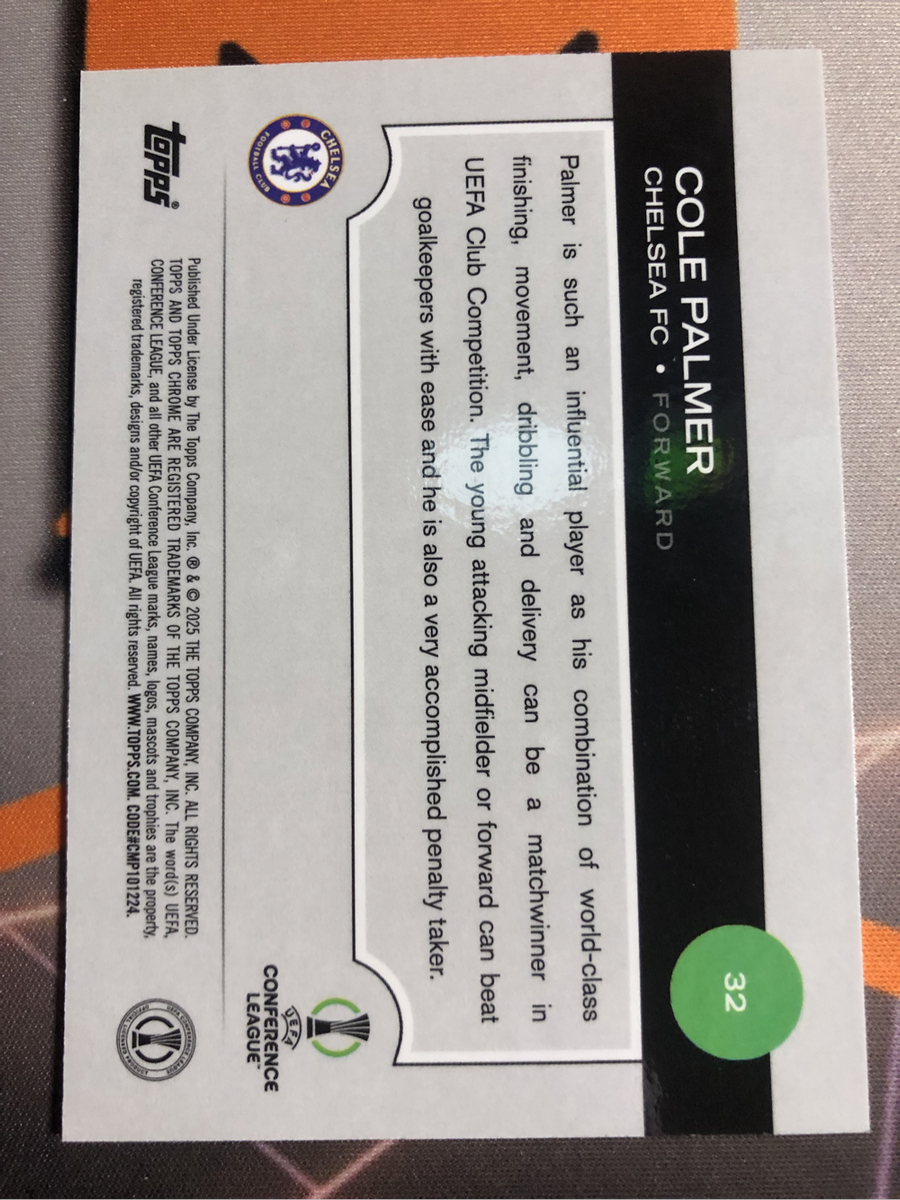 COLE PALMER
CHELSEA FC • FORWARD
32
Palmer is such an influential player as his combination of world-class
finishing, movement, dribbling and delivery can be a matchwinner in
UEFA Club Competition. The young attacking midfielder or forward can beat
goalkeepers with ease and he is also a very accomplished penalty taker.
CHELSEA
FOOTBALL CLUB
UEFA
CONFERENCE
LEAGUE™
topps®
Published Under License by The Topps Company, Inc. ® & © 2025 THE TOPPS COMPANY, INC. ALL RIGHTS RESERVED.
TOPPS AND TOPPS CHROME ARE REGISTERED TRADEMARKS OF THE TOPPS COMPANY, INC. The word(s) UEFA,
CONFERENCE LEAGUE, and all other UEFA Conference League marks, names, logos, mascots and trophies are the property,
registered trademarks, designs and/or copyright of UEFA. All rights reserved. WWW.TOPPS.COM. CODE#CMP101224.